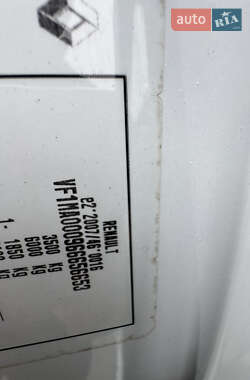 auto RIA
RENAULT
e2*2007/46*0016
VF1MA000966656653
3500 Kg
6000 Kg
1- 1850 Kg